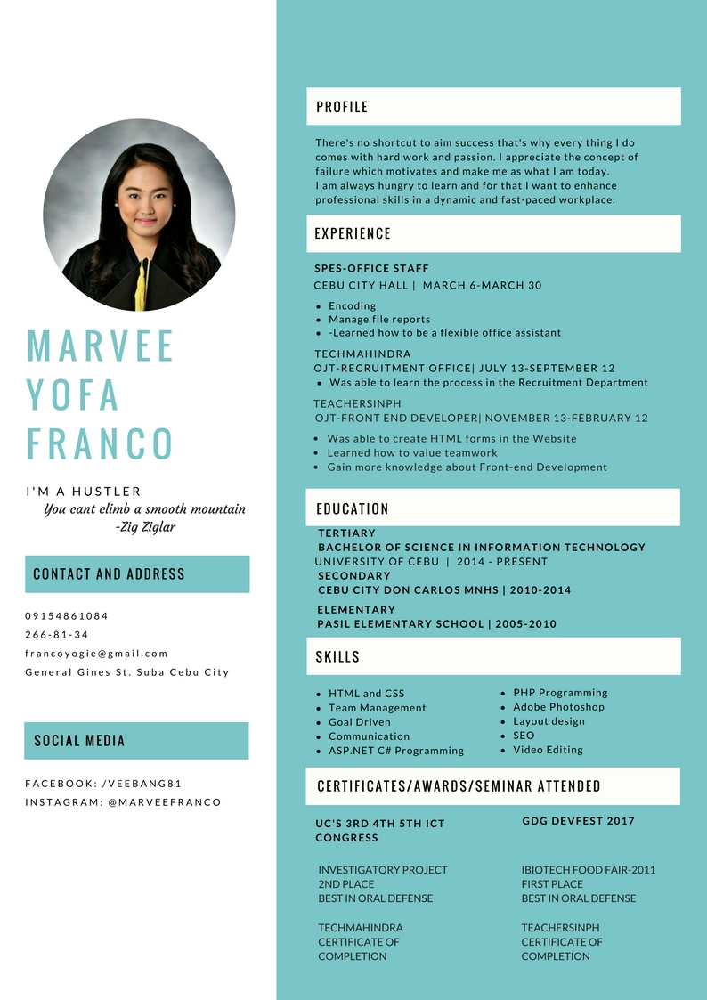 MARVEE
YOFA
FRANCO
I'M A HUSTLER
You cant climb a smooth mountain
-Zig Ziglar
CONTACT AND ADDRESS
09154861084
266-81-34
francoyogie@gmail.com
General Gines St. Suba Cebu City
SOCIAL MEDIA
FACEBOOK: /VEEBANG81
INSTAGRAM: @MARVEEFRANCO
PROFILE
There's no shortcut to aim success that's why every thing I do
comes with hard work and passion. I appreciate the concept of
failure which motivates and make me as what I am today.
I am always hungry to learn and for that I want to enhance
professional skills in a dynamic and fast-paced workplace.
EXPERIENCE
SPES-OFFICE STAFF
CEBU CITY HALL | MARCH 6-MARCH 30
• Encoding
• Manage file reports
• -Learned how to be a flexible office assistant
TECHMAHINDRA
OJT-RECRUITMENT OFFICE| JULY 13-SEPTEMBER 12
• Was able to learn the process in the Recruitment Department
TEACHERSINPH
OJT-FRONT END DEVELOPER| NOVEMBER 13-FEBRUARY 12
• Was able to create HTML forms in the Website
• Learned how to value teamwork
• Gain more knowledge about Front-end Development
EDUCATION
TERTIARY
BACHELOR OF SCIENCE IN INFORMATION TECHNOLOGY
UNIVERSITY OF CEBU | 2014 - PRESENT
SECONDARY
CEBU CITY DON CARLOS MNHS | 2010-2014
ELEMENTARY
PASIL ELEMENTARY SCHOOL | 2005-2010
SKILLS
• HTML and CSS
• Team Management
• Goal Driven
• Communication
• ASP.NET C# Programming
• PHP Programming
• Adobe Photoshop
• Layout design
• SEO
• Video Editing
CERTIFICATES/AWARDS/SEMINAR ATTENDED
UC'S 3RD 4TH 5TH ICT
CONGRESS
INVESTIGATORY PROJECT
2ND PLACE
BEST IN ORAL DEFENSE
TECHMAHINDRA
CERTIFICATE OF
COMPLETION
GDG DEVFEST 2017
IBIOTECH FOOD FAIR-2011
FIRST PLACE
BEST IN ORAL DEFENSE
TEACHERSINPH
CERTIFICATE OF
COMPLETION